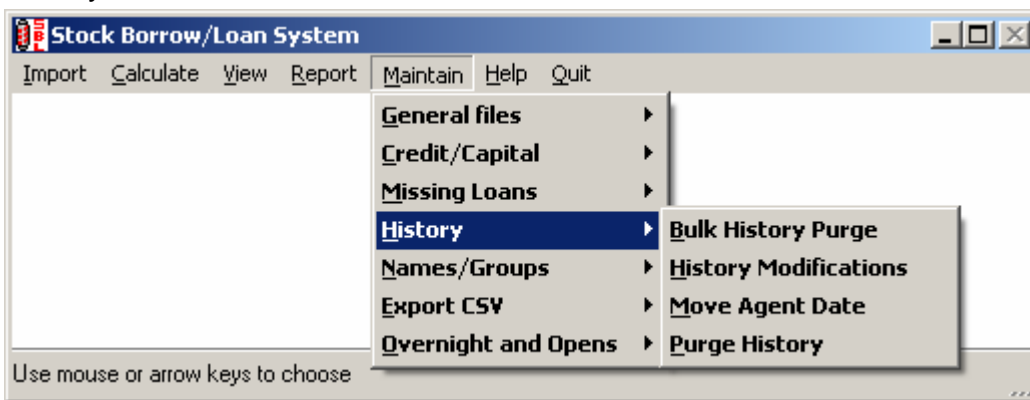 SBL Stock Borrow/Loan System
Import Calculate View Report Maintain Help Quit
General files
Credit/Capital
Missing Loans
History
Names/Groups
Export CSV
Overnight and Opens
Bulk History Purge
History Modifications
Move Agent Date
Purge History
Use mouse or arrow keys to choose